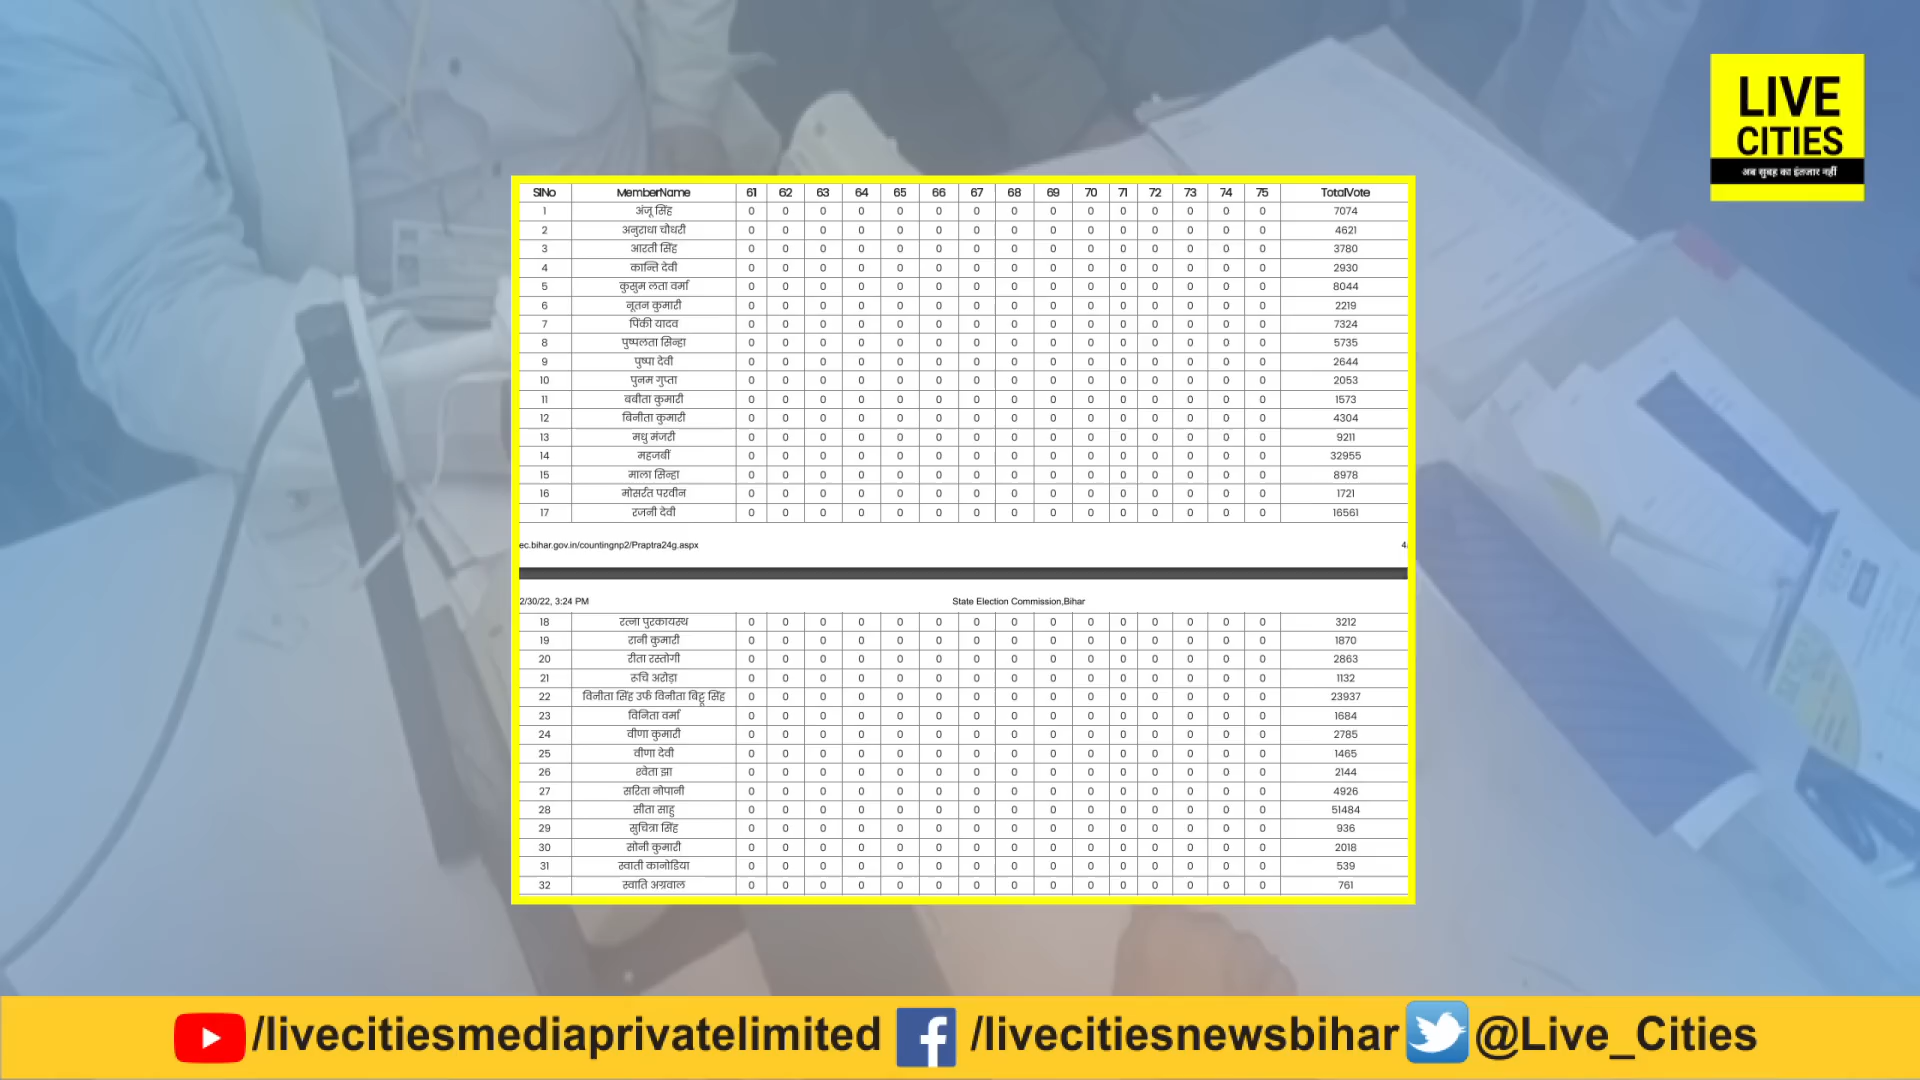 LIVE
CITIES
अब सुबह का इंतजार नहीं
SlNo MemberName 61 62 63 64 65 66 67 68 69 70 71 72 73 74 75 TotalVote
1 अंजू सिंह 0 0 0 0 0 0 0 0 0 0 0 0 0 0 0 7074
2 अनुराधा चौधरी 0 0 0 0 0 0 0 0 0 0 0 0 0 0 0 4621
3 आरती सिंह 0 0 0 0 0 0 0 0 0 0 0 0 0 0 0 3780
4 कान्ति देवी 0 0 0 0 0 0 0 0 0 0 0 0 0 0 0 2930
5 कुसुम लता वर्मा 0 0 0 0 0 0 0 0 0 0 0 0 0 0 0 8044
6 नूतन कुमारी 0 0 0 0 0 0 0 0 0 0 0 0 0 0 0 2219
7 पिंकी यादव 0 0 0 0 0 0 0 0 0 0 0 0 0 0 0 7324
8 पुष्पलता सिन्हा 0 0 0 0 0 0 0 0 0 0 0 0 0 0 0 5735
9 पुष्पा देवी 0 0 0 0 0 0 0 0 0 0 0 0 0 0 0 2644
10 पुनम गुप्ता 0 0 0 0 0 0 0 0 0 0 0 0 0 0 0 2053
11 बबीता कुमारी 0 0 0 0 0 0 0 0 0 0 0 0 0 0 0 1573
12 बिनीता कुमारी 0 0 0 0 0 0 0 0 0 0 0 0 0 0 0 4304
13 मधु मंजरी 0 0 0 0 0 0 0 0 0 0 0 0 0 0 0 9211
14 महजबीं 0 0 0 0 0 0 0 0 0 0 0 0 0 0 0 32955
15 माला सिन्हा 0 0 0 0 0 0 0 0 0 0 0 0 0 0 0 8978
16 मोसर्रत परवीन 0 0 0 0 0 0 0 0 0 0 0 0 0 0 0 1721
17 रजनी देवी 0 0 0 0 0 0 0 0 0 0 0 0 0 0 0 16561
ec.bihar.gov.in/countingnp2/Praptra24g.aspx 4
2/30/22, 3:24 PM State Election Commission,Bihar
18 रत्ना पुरकायस्थ 0 0 0 0 0 0 0 0 0 0 0 0 0 0 0 3212
19 रानी कुमारी 0 0 0 0 0 0 0 0 0 0 0 0 0 0 0 1870
20 रीता रस्तोगी 0 0 0 0 0 0 0 0 0 0 0 0 0 0 0 2863
21 रूचि अरोड़ा 0 0 0 0 0 0 0 0 0 0 0 0 0 0 0 1132
22 विनीता सिंह उर्फ विनीता बिट्टू सिंह 0 0 0 0 0 0 0 0 0 0 0 0 0 0 0 23937
23 विनिता वर्मा 0 0 0 0 0 0 0 0 0 0 0 0 0 0 0 1684
24 वीणा कुमारी 0 0 0 0 0 0 0 0 0 0 0 0 0 0 0 2785
25 वीणा देवी 0 0 0 0 0 0 0 0 0 0 0 0 0 0 0 1465
26 श्वेता झा 0 0 0 0 0 0 0 0 0 0 0 0 0 0 0 2144
27 सरिता नोपानी 0 0 0 0 0 0 0 0 0 0 0 0 0 0 0 4926
28 सीता साहू 0 0 0 0 0 0 0 0 0 0 0 0 0 0 0 51484
29 सुचित्रा सिंह 0 0 0 0 0 0 0 0 0 0 0 0 0 0 0 936
30 सोनी कुमारी 0 0 0 0 0 0 0 0 0 0 0 0 0 0 0 2018
31 स्वाती कानोडिया 0 0 0 0 0 0 0 0 0 0 0 0 0 0 0 539
32 स्वाति अग्रवाल 0 0 0 0 0 0 0 0 0 0 0 0 0 0 0 761
/livecitiesmediaprivatelimited /livecitiesnewsbihar @Live_Cities